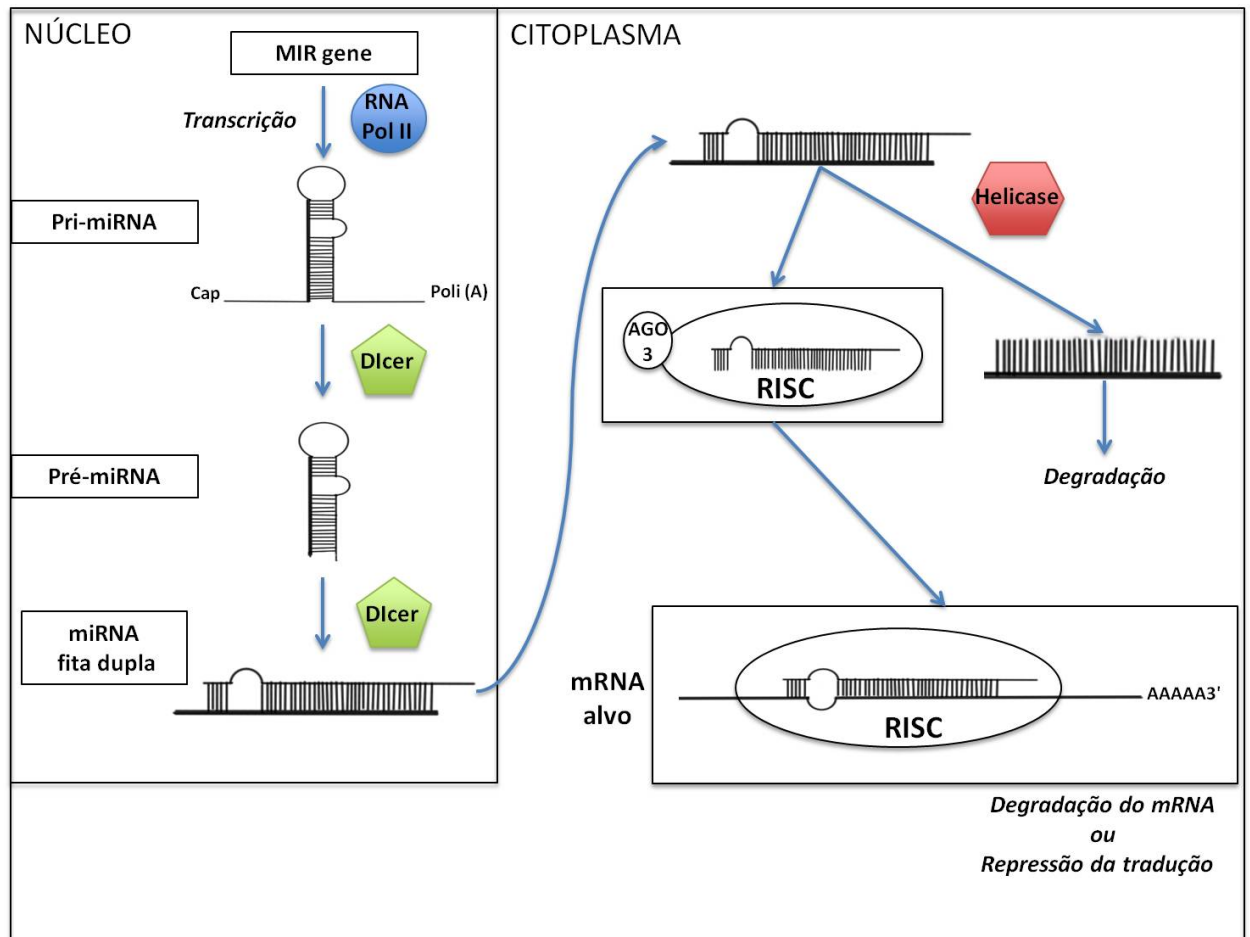 NÚCLEO
MIR gene
Transcrição
RNA
Pol II
Pri-miRNA
Cap
Poli (A)
DIcer
Pré-miRNA
DIcer
miRNA
fita dupla
CITOPLASMA
Helicase
AGO
3
RISC
Degradação
mRNA
alvo
AAAAA3'
RISC
Degradação do mRNA
ou
Repressão da tradução